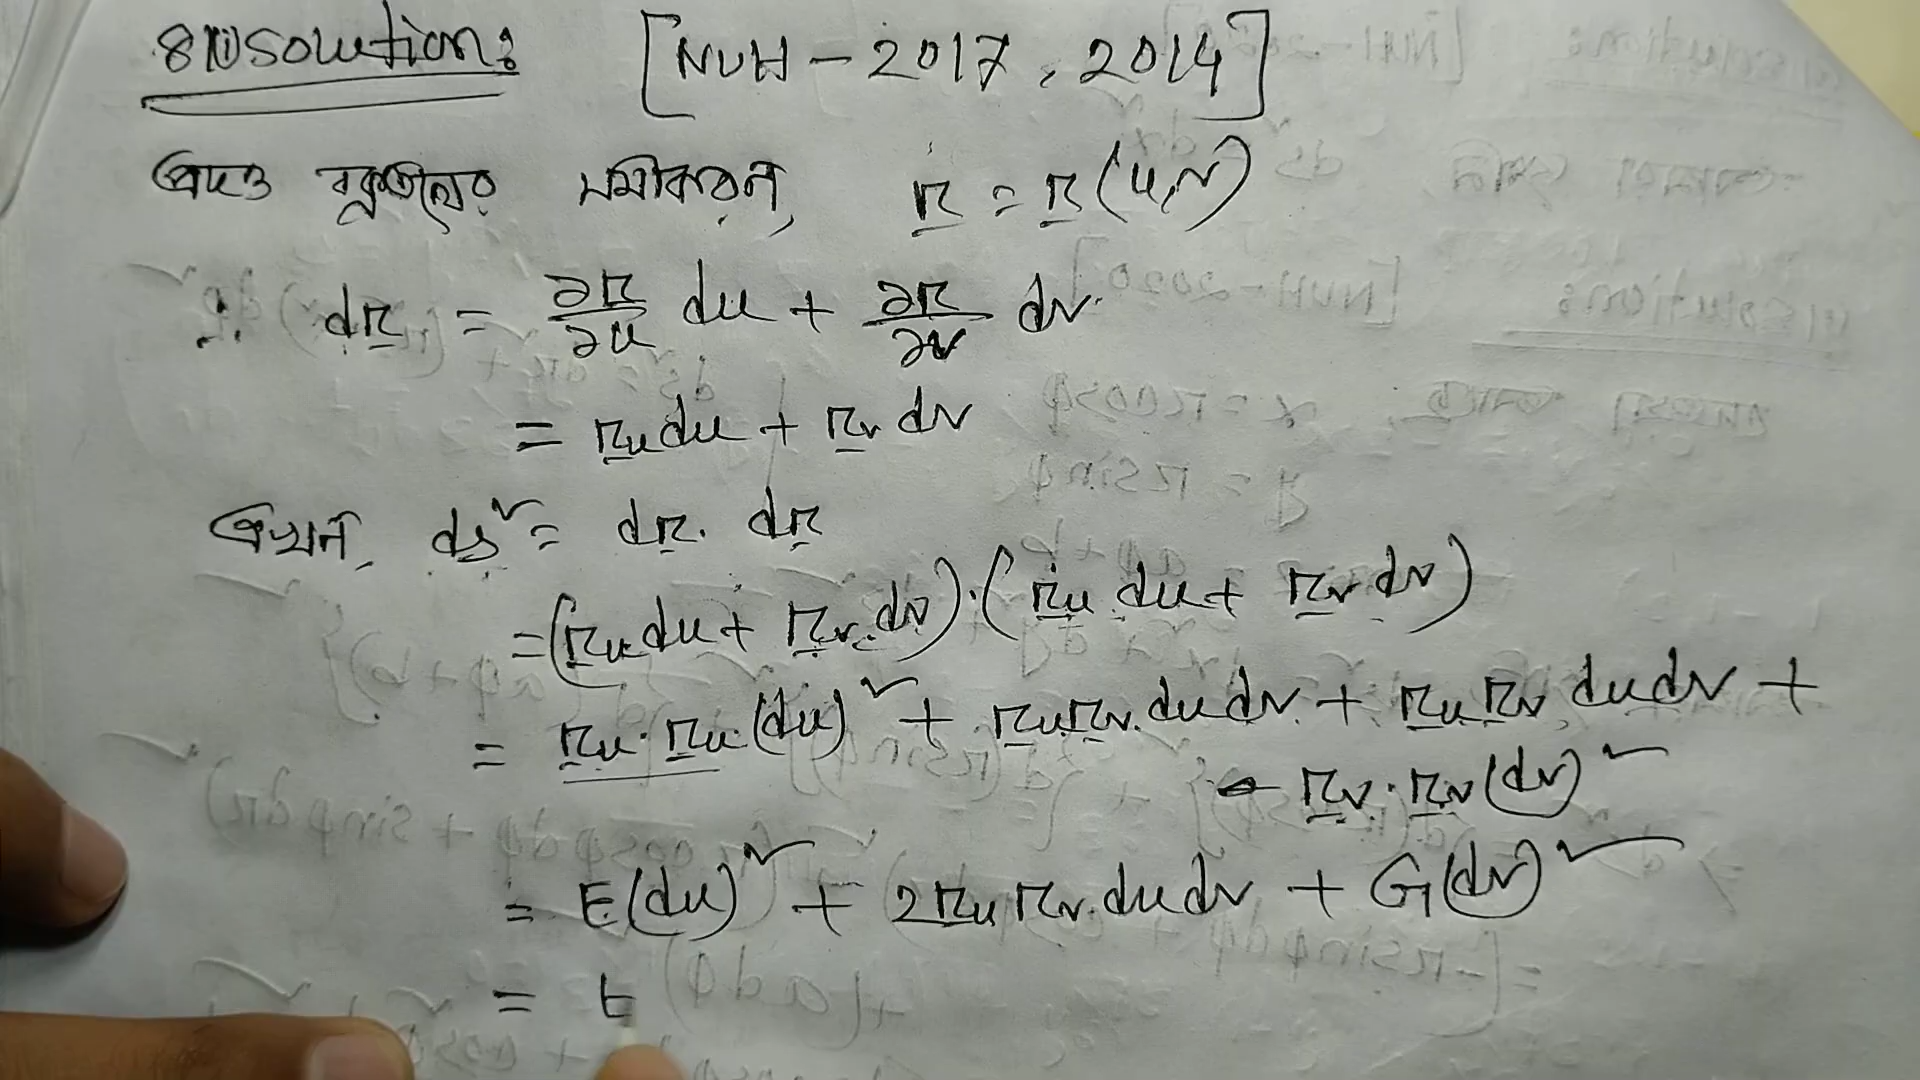 8(ii) Solution: [NUH-2017, 2014]
প্রদত্ত বক্রতলের সমীকরণ, r = r(u,v)
∴ dr = ∂r/∂u du + ∂r/∂v dv
= r_u du + r_v dv
এখন, ds² = dr. dr
= (r_u du + r_v dv).(r_u du + r_v dv)
= r_u . r_u (du)² + r_u r_v du dv + r_u r_v du dv +
r_v . r_v (dv)²
= E(du)² + 2 r_u r_v du dv + G(dv)²
=